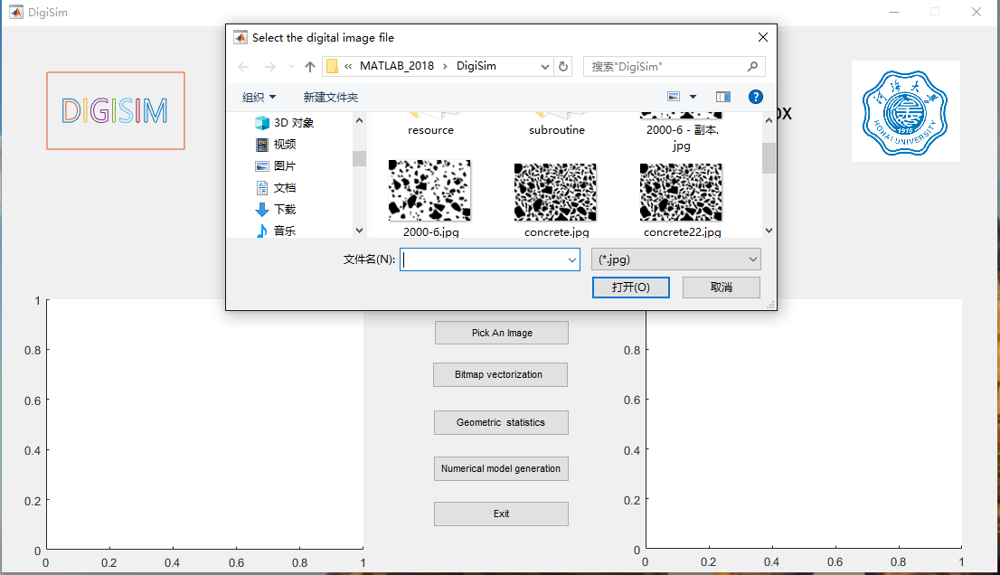 DigiSim
Select the digital image file
« MATLAB_2018 › DigiSim
搜索"DigiSim"
组织
新建文件夹
?
DIGISIM
3D 对象
视频
图片
文档
下载
音乐
resource
subroutine
2000-6 - 副本.
jpg
2000-6.jpg
concrete.jpg
concrete22.jpg
文件名(N):
(*.jpg)
打开(O)
取消
ox
河海大学
1915
HOHAI UNIVERSITY
1
0.8
0.6
0.4
0.2
0
0
0.2
0.4
0.6
0.8
1
Pick An Image
Bitmap vectorization
Geometric statistics
Numerical model generation
Exit
0.8
0.6
0.4
0.2
0
0
0.2
0.4
0.6
0.8
1